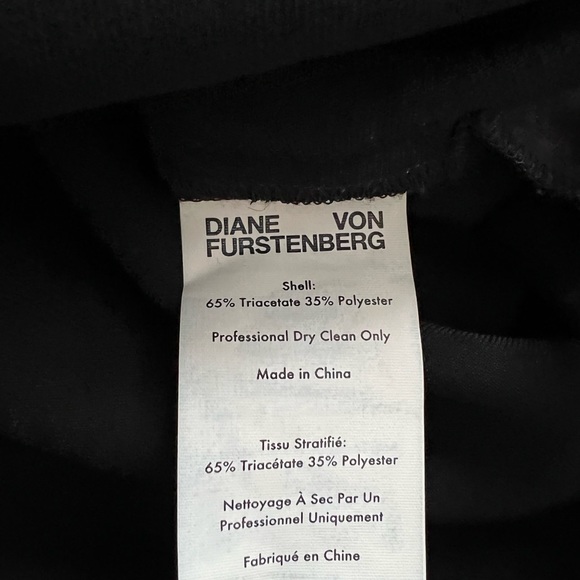 DIANE VON
FURSTENBERG
Shell:
65% Triacetate 35% Polyester
Professional Dry Clean Only
Made in China
Tissu Stratifié:
65% Triacétate 35% Polyester
Nettoyage À Sec Par Un
Professionnel Uniquement
Fabriqué en Chine